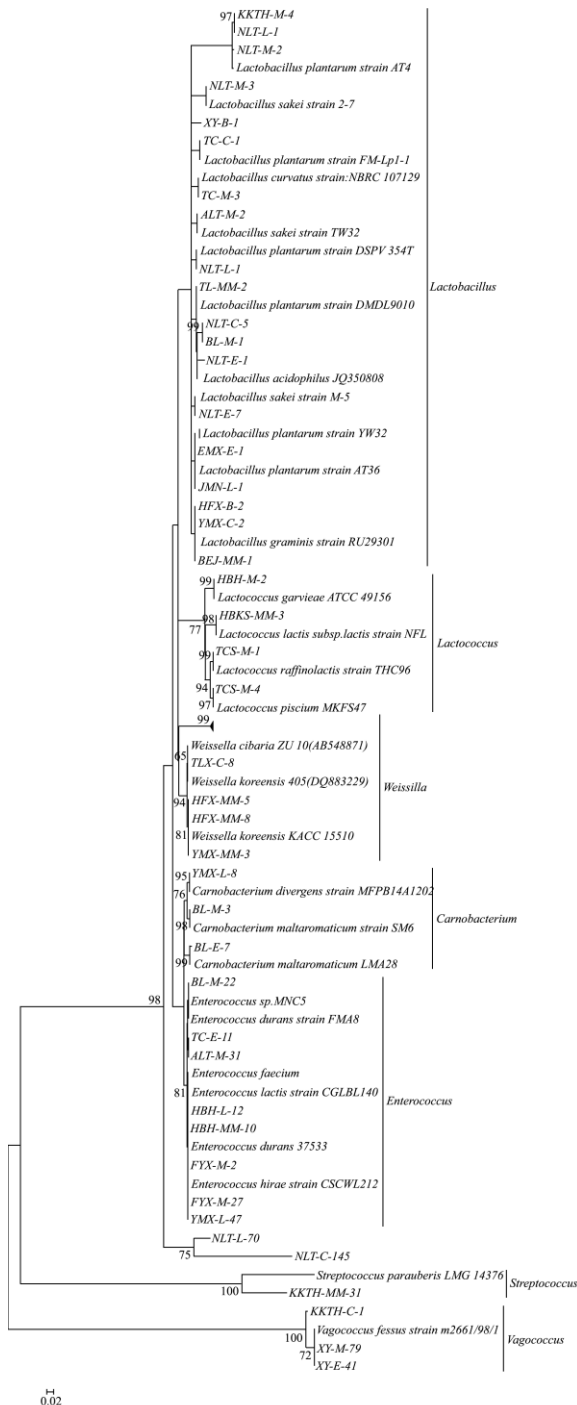 KKTH-M-4
97
NLT-L-1
NLT-M-2
Lactobacillus plantarum strain AT4
NLT-M-3
Lactobacillus sakei strain 2-7
XY-B-1
TC-C-1
Lactobacillus plantarum strain FM-Lp1-1
Lactobacillus curvatus strain:NBRC 107129
TC-M-3
ALT-M-2
Lactobacillus sakei strain TW32
Lactobacillus plantarum strain DSPV 354T
NLT-L-1
TL-MM-2
Lactobacillus
Lactobacillus plantarum strain DMDL9010
99
NLT-C-5
BL-M-1
NLT-E-1
Lactobacillus acidophilus JQ350808
Lactobacillus sakei strain M-5
NLT-E-7
Lactobacillus plantarum strain YW32
EMX-E-1
Lactobacillus plantarum strain AT36
JMN-L-1
HFX-B-2
YMX-C-2
Lactobacillus graminis strain RU29301
BEJ-MM-1
99
HBH-M-2
Lactococcus garvieae ATCC 49156
98
HBKS-MM-3
77
Lactococcus lactis subsp.lactis strain NFL
Lactococcus
99
TCS-M-1
Lactococcus raffinolactis strain THC96
94
TCS-M-4
97
Lactococcus piscium MKFS47
99
Weissella cibaria ZU 10(AB548871)
65
TLX-C-8
Weissella koreensis 405(DQ883229)
Weissilla
94
HFX-MM-5
HFX-MM-8
81
Weissella koreensis KACC 15510
YMX-MM-3
95
YMX-L-8
76
Carnobacterium divergens strain MFPB14A1202
BL-M-3
Carnobacterium
98
Carnobacterium maltaromaticum strain SM6
BL-E-7
99
Carnobacterium maltaromaticum LMA28
BL-M-22
98
Enterococcus sp.MNC5
Enterococcus durans strain FMA8
TC-E-11
ALT-M-31
Enterococcus faecium
81
Enterococcus lactis strain CGLBL140
Enterococcus
HBH-L-12
HBH-MM-10
Enterococcus durans 37533
FYX-M-2
Enterococcus hirae strain CSCWL212
FYX-M-27
YMX-L-47
NLT-L-70
75
NLT-C-145
Streptococcus parauberis LMG 14376
Streptococcus
100
KKTH-MM-31
KKTH-C-1
100
Vagococcus fessus strain m2661/98/1
Vagococcus
72
XY-M-79
XY-E-41
0.02